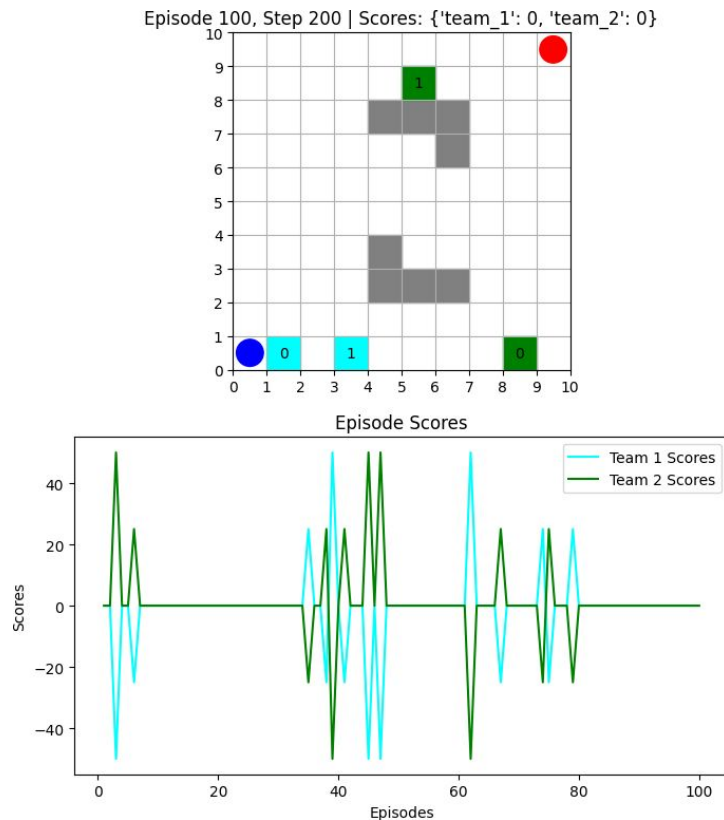 Episode 100, Step 200 | Scores: {'team_1': 0, 'team_2': 0}
10
9
1
8
7
6
5
4
3
2
1
0 1 0
0
0 1 2 3 4 5 6 7 8 9 10
Episode Scores
Team 1 Scores
Team 2 Scores
40
20
0
−20
−40
Scores
0 20 40 60 80 100
Episodes